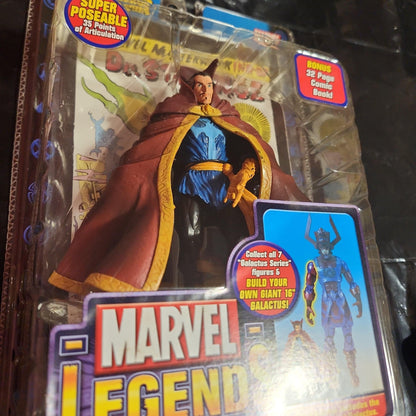 SUPER
POSEABLE
35 Points
of Articulation
DR. STRANGE
BONUS
32 Page
Comic
Book!
Collect all 7
"Galactus Series"
figures &
BUILD YOUR
OWN GIANT 16"
GALACTUS!
MARVEL
LEGENDS